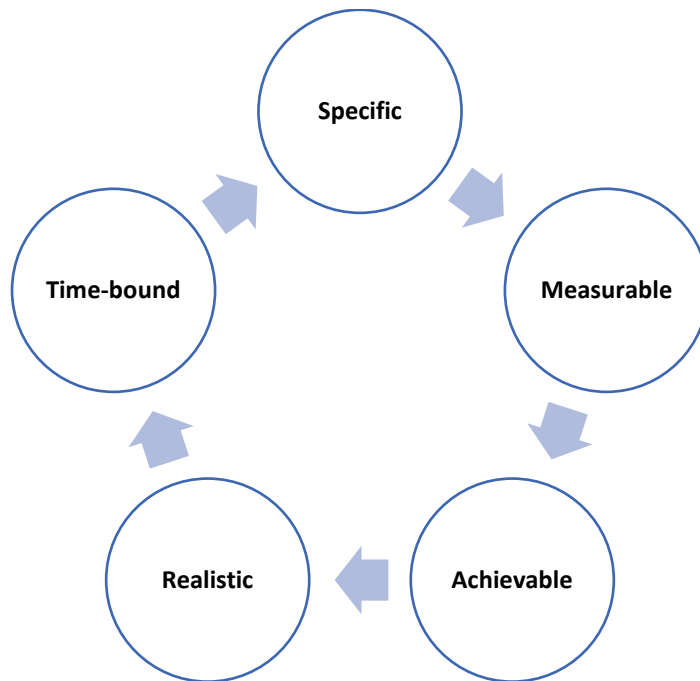 Specific
Measurable
Achievable
Realistic
Time-bound